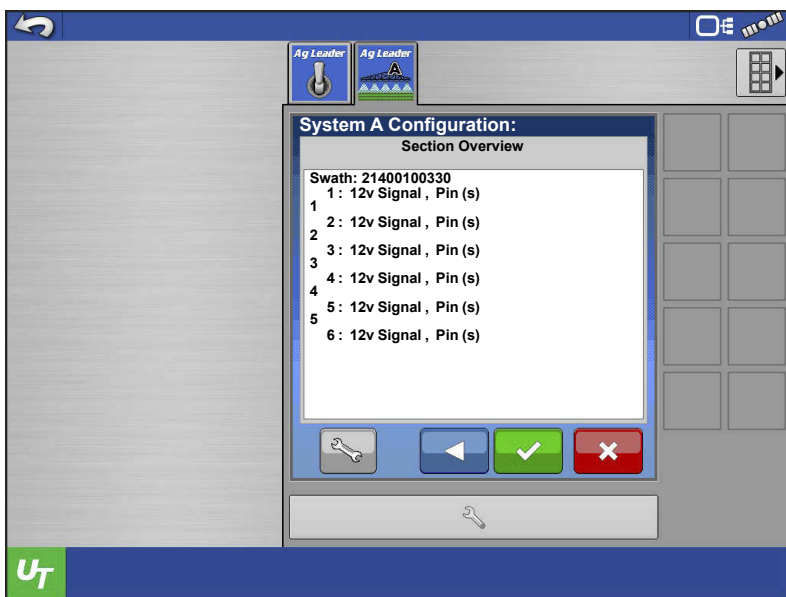 Ag Leader
Ag Leader
A
System A Configuration:
Section Overview
Swath: 21400100330
1 : 12v Signal , Pin (s)
1
2 : 12v Signal , Pin (s)
2
3 : 12v Signal , Pin (s)
3
4 : 12v Signal , Pin (s)
4
5 : 12v Signal , Pin (s)
5
6 : 12v Signal , Pin (s)
UT